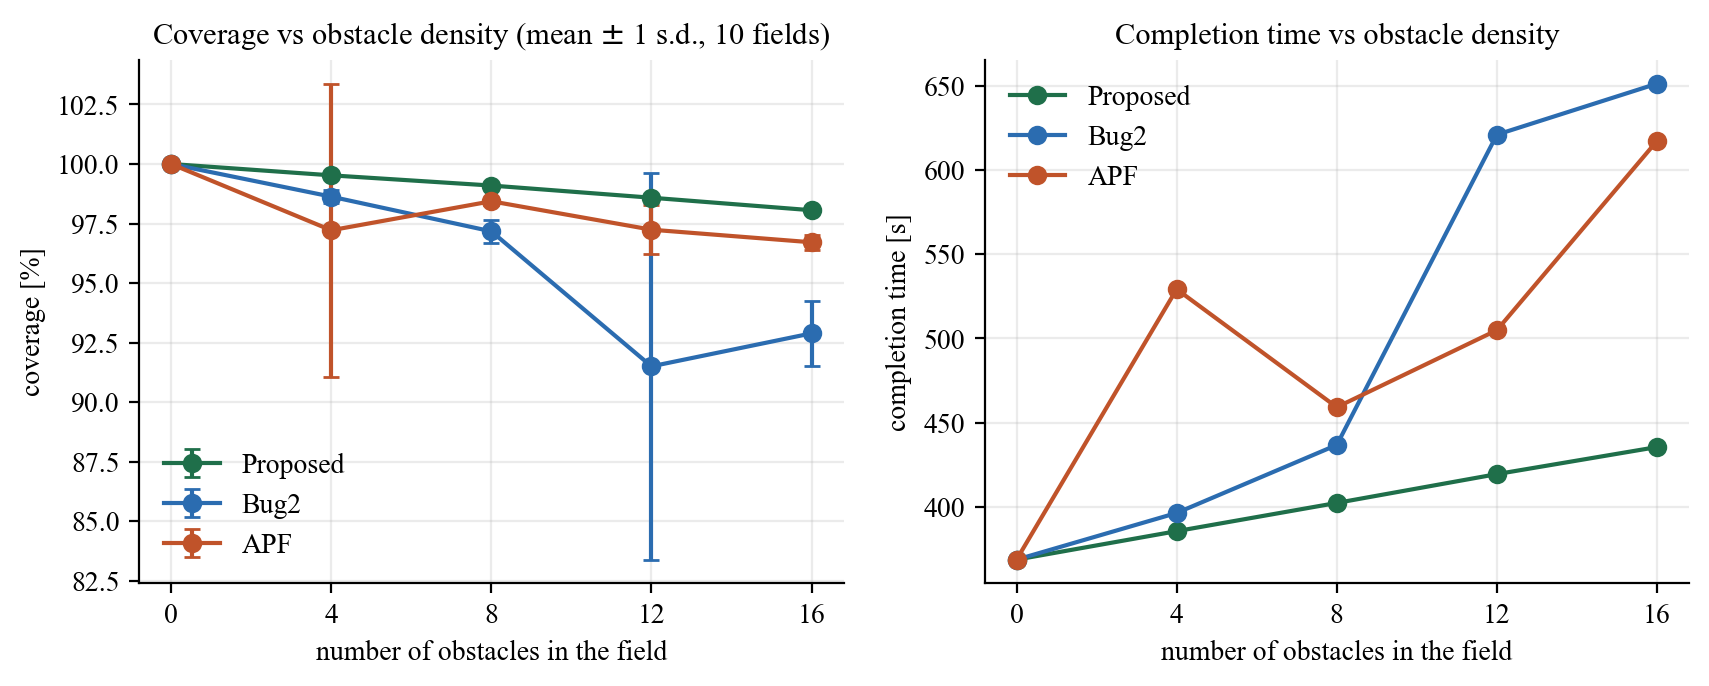 Coverage vs obstacle density (mean ± 1 s.d., 10 fields)
coverage [%]
102.5
100.0
97.5
95.0
92.5
90.0
87.5
85.0
82.5
Proposed
Bug2
APF
0 4 8 12 16
number of obstacles in the field
Completion time vs obstacle density
completion time [s]
650
600
550
500
450
400
Proposed
Bug2
APF
0 4 8 12 16
number of obstacles in the field